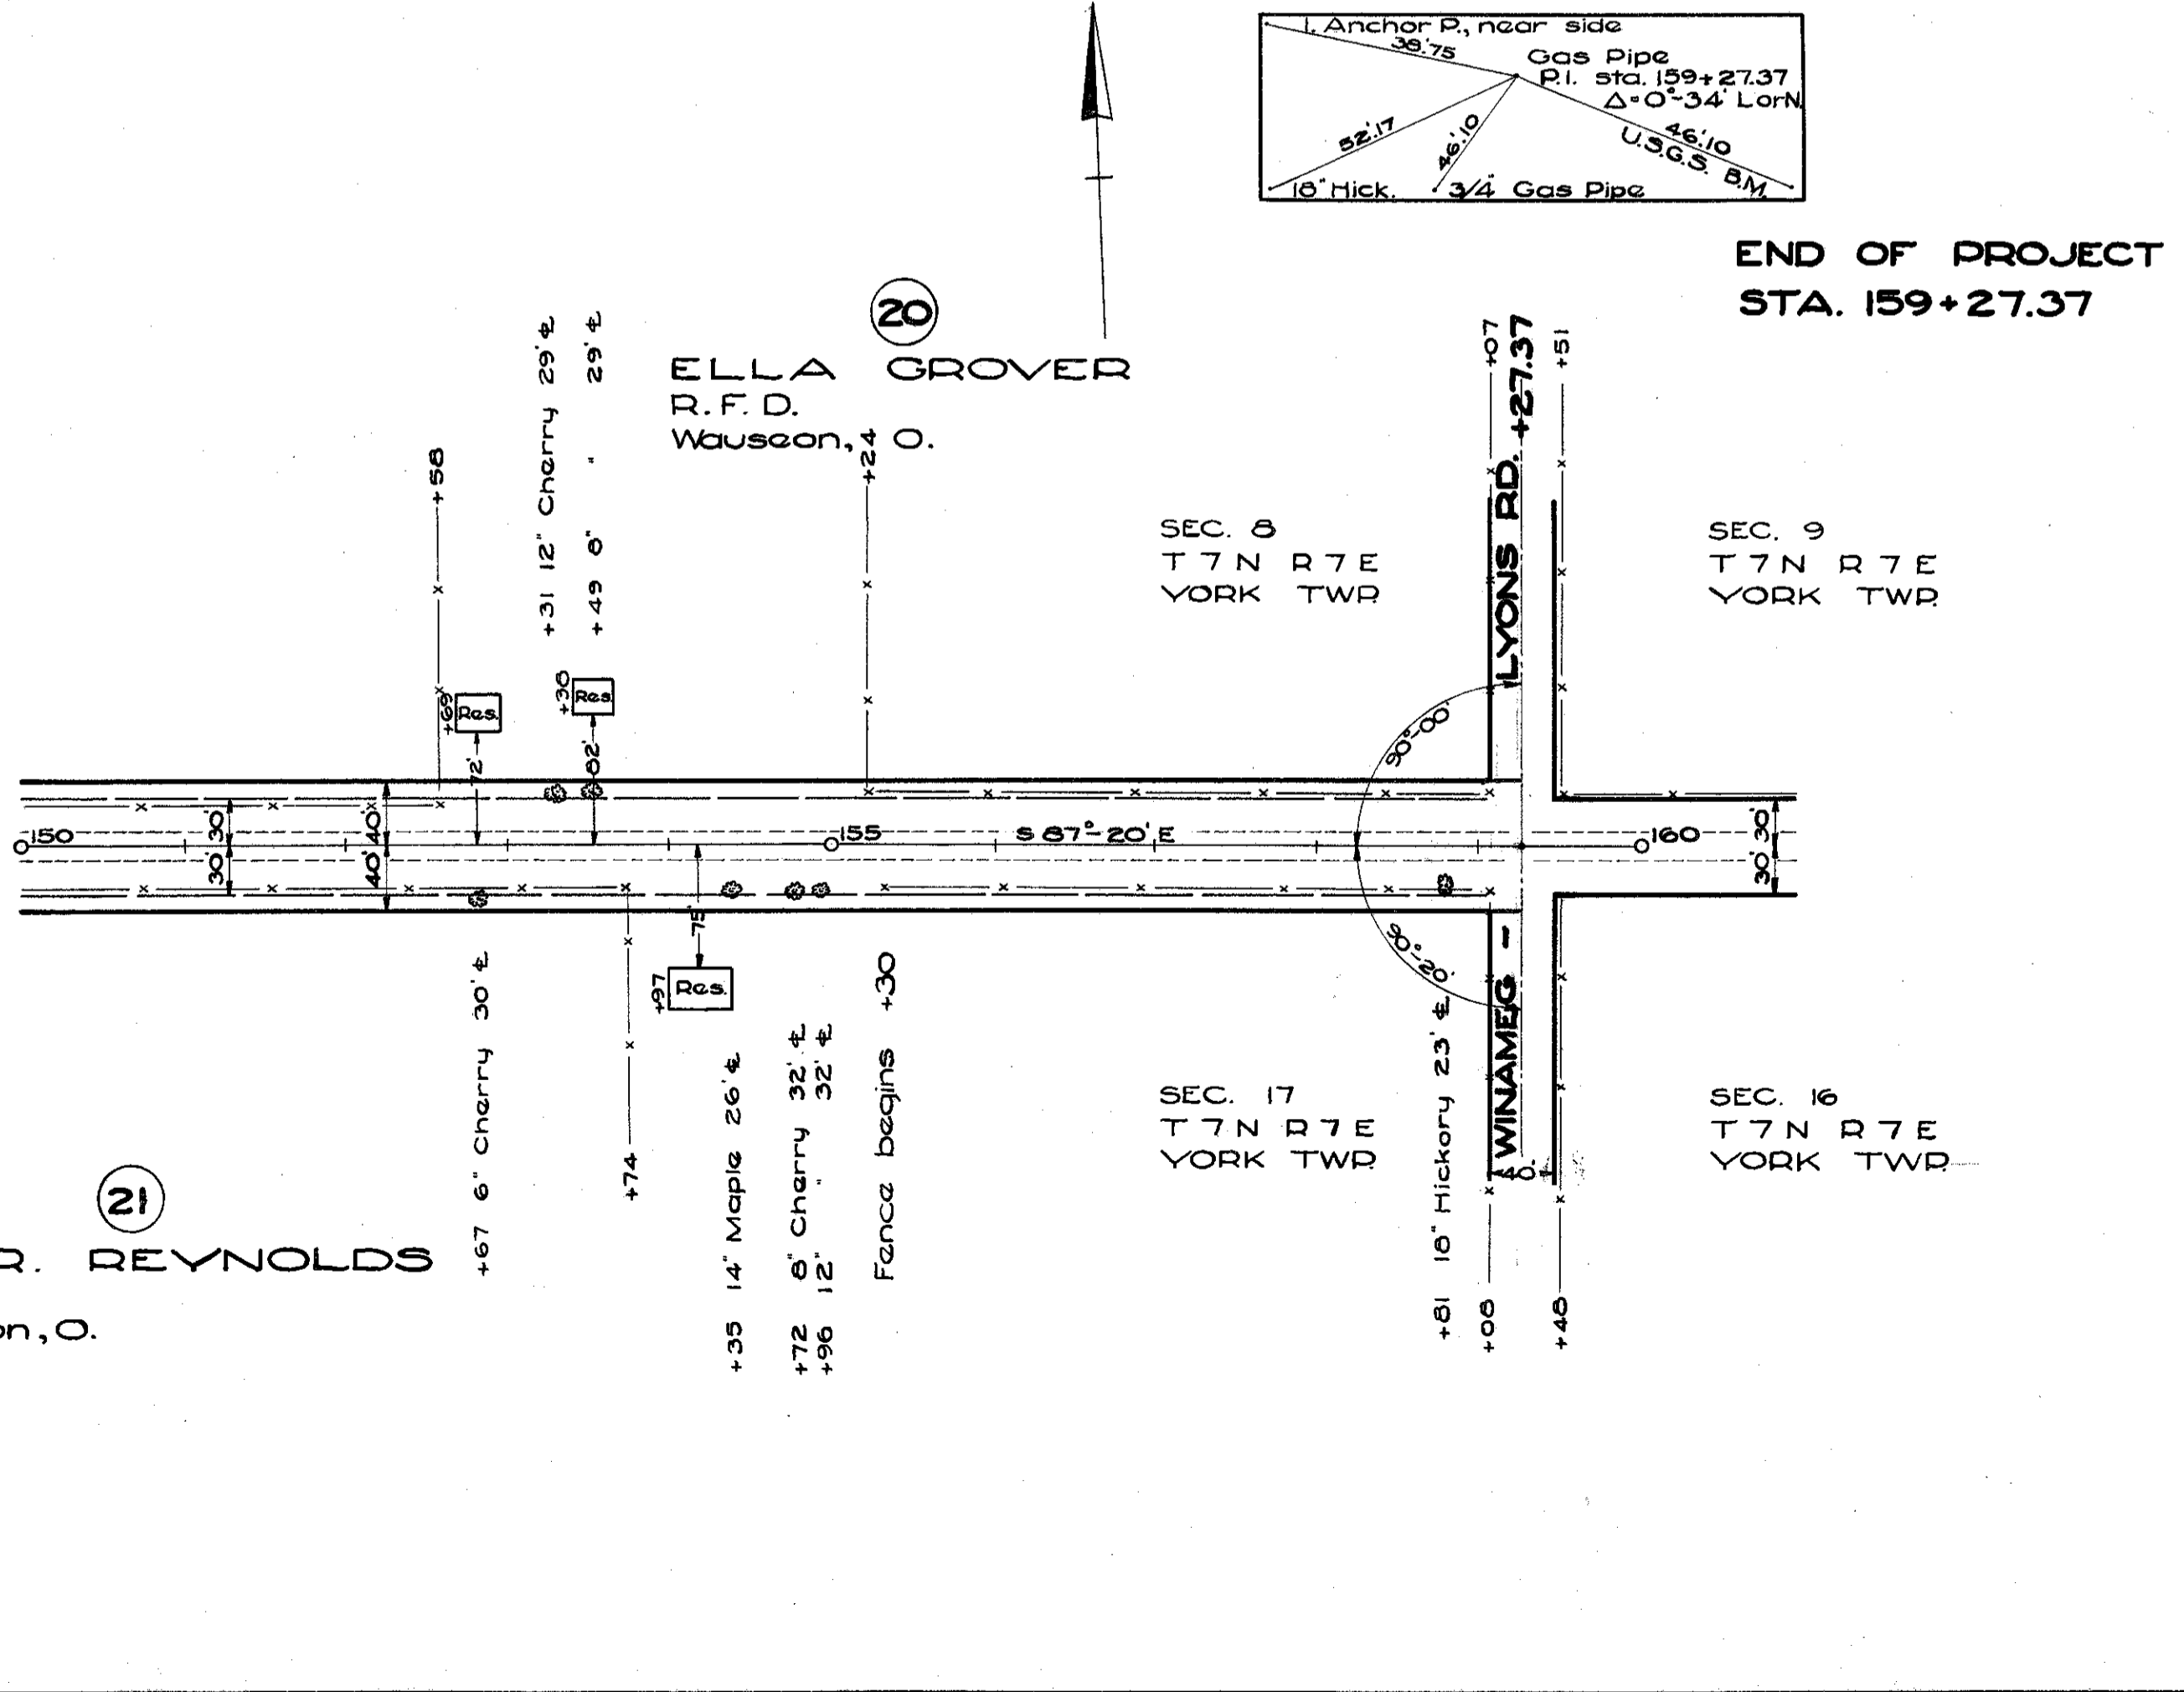 1. Anchor P., near side
38.'75
Gas Pipe
P.I. sta. 159+27.37
Δ=0°-34' L or N.
52.'17
46.'10
46.'10
U.S.G.S. B.M.
18" Hick.
3/4" Gas Pipe
END OF PROJECT
STA. 159+27.37
20
ELLA GROVER
R.F.D.
Wauseon, O.
+58
+31 12" Cherry 29' ℄
+49 8" " 29' ℄
+24
+07
LYONS RD. +27.37
+51
SEC. 8
T 7 N R 7 E
YORK TWP.
SEC. 9
T 7 N R 7 E
YORK TWP.
+69
Res.
72'
+38
Res.
82'
90°-00'
150
30'
30'
40'
40'
155
S 87°-20' E
160
30'
30'
75'
+97
Res.
90°-20'
+67 6" Cherry 30' ℄
+74
+35 14" Maple 26' ℄
+72 8" Cherry 32' ℄
+96 12" " 32' ℄
Fence begins +30
+81 18" Hickory 23' ℄
+08
WINAMEG -
40'
+48
SEC. 17
T 7 N R 7 E
YORK TWP.
SEC. 16
T 7 N R 7 E
YORK TWP.
21
R. REYNOLDS
on, O.